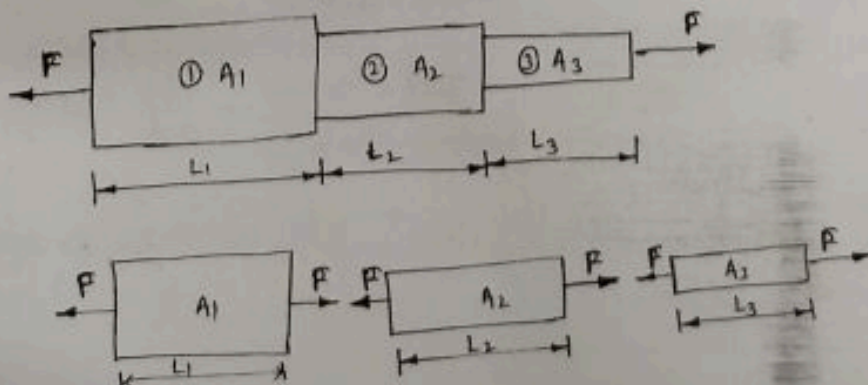 F ① A1 ② A2 ③ A3 F
L1 L2 L3
F A1 F F A2 F F A3 F
L1 L2 L3